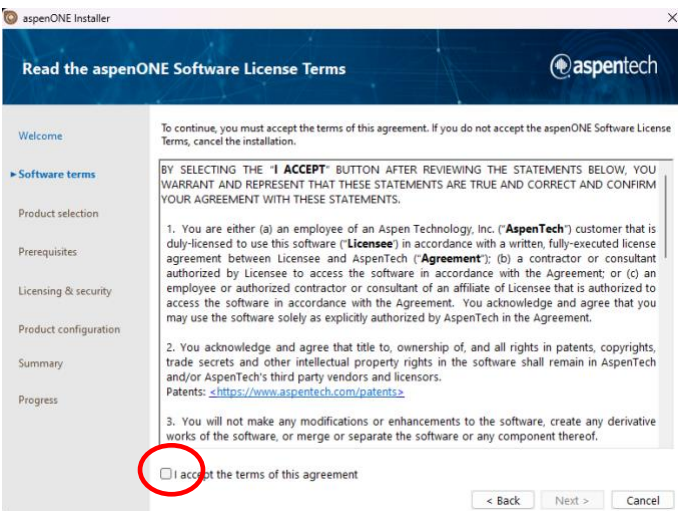 aspenONE Installer
Read the aspenONE Software License Terms
aspentech
Welcome
Software terms
Product selection
Prerequisites
Licensing & security
Product configuration
Summary
Progress
To continue, you must accept the terms of this agreement. If you do not accept the aspenONE Software License
Terms, cancel the installation.
BY SELECTING THE "I ACCEPT" BUTTON AFTER REVIEWING THE STATEMENTS BELOW, YOU
WARRANT AND REPRESENT THAT THESE STATEMENTS ARE TRUE AND CORRECT AND CONFIRM
YOUR AGREEMENT WITH THESE STATEMENTS.
1. You are either (a) an employee of an Aspen Technology, Inc. ("AspenTech") customer that is
duly-licensed to use this software ("Licensee") in accordance with a written, fully-executed license
agreement between Licensee and AspenTech ("Agreement"); (b) a contractor or consultant
authorized by Licensee to access the software in accordance with the Agreement; or (c) an
employee or authorized contractor or consultant of an affiliate of Licensee that is authorized to
access the software in accordance with the Agreement. You acknowledge and agree that you
may use the software solely as explicitly authorized by AspenTech in the Agreement.
2. You acknowledge and agree that title to, ownership of, and all rights in patents, copyrights,
trade secrets and other intellectual property rights in the software shall remain in AspenTech
and/or AspenTech's third party vendors and licensors.
Patents: <https://www.aspentech.com/patents>
3. You will not make any modifications or enhancements to the software, create any derivative
works of the software, or merge or separate the software or any component thereof.
I accept the terms of this agreement
< Back
Next >
Cancel